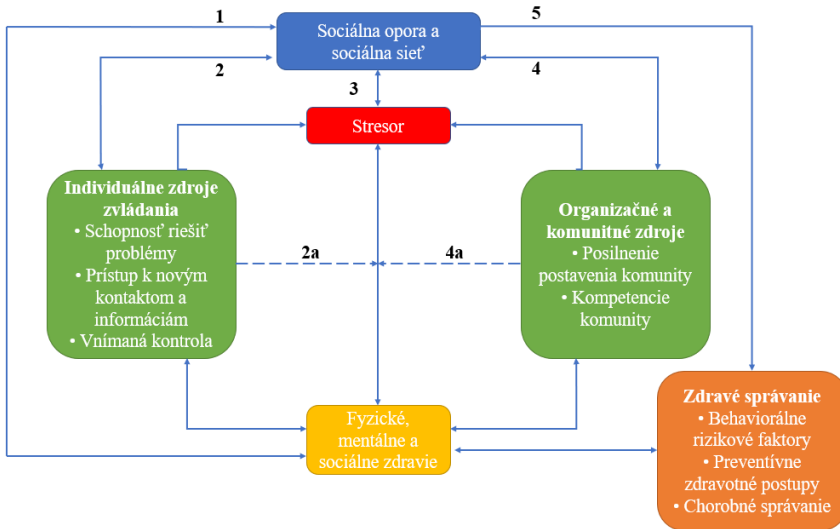 1
Sociálna opora a
sociálna sieť
5
2
4
3
Stresor
Individuálne zdroje
zvládania
• Schopnosť riešiť
problémy
• Prístup k novým
kontaktom a
informáciám
• Vnímaná kontrola
2a
4a
Organizačné a
komunitné zdroje
• Posilnenie
postavenia komunity
• Kompetencie
komunity
Fyzické,
mentálne a
sociálne zdravie
Zdravé správanie
• Behaviorálne
rizikové faktory
• Preventívne
zdravotné postupy
• Chorobné správanie